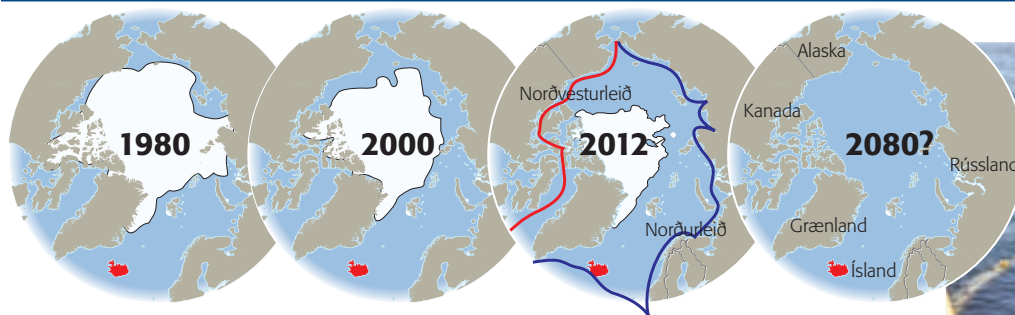 1980
2000
Norðvesturleið
2012
Norðurleið
Alaska
Kanada
2080?
Rússland
Grænland
Ísland